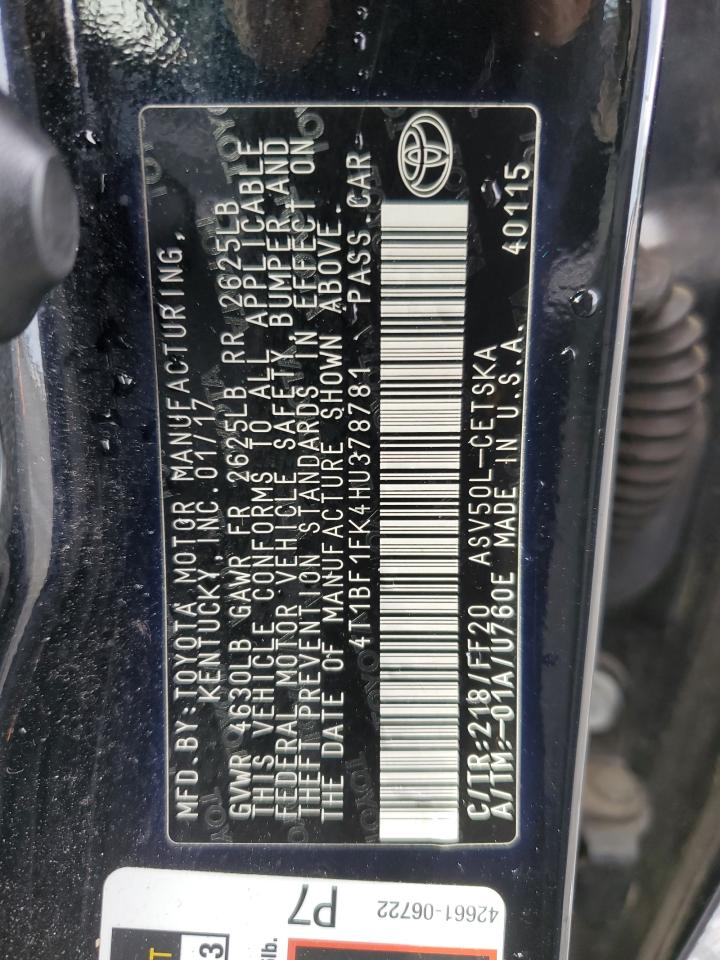 MFD.BY:TOYOTA MOTOR MANUFACTURING,
KENTUCKY,INC. 01/17
GVWR 4630LB GAWR FR 2625LB RR 2625LB
THIS VEHICLE CONFORMS TO ALL APPLICABLE
FEDERAL MOTOR VEHICLE SAFETY, BUMPER,AND
THEFT PREVENTION STANDARDS IN EFFECT ON
THE DATE OF MANUFACTURE SHOWN ABOVE.
4T1BF1FK4HU378781 PASS.CAR
C/TR:218/FF20 ASV50L-CETSKA
A/TM:-01A/U760E MADE IN U.S.A. 40115
P7
42661-06722
3
lb.